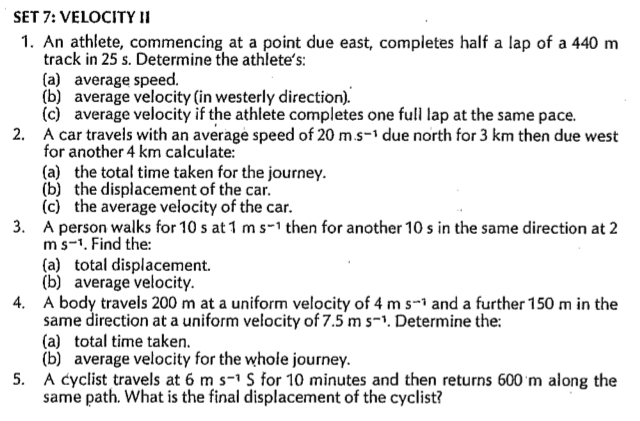 SET 7: VELOCITY II
1. An athlete, commencing at a point due east, completes half a lap of a 440 m
track in 25 s. Determine the athlete's:
(a) average speed.
(b) average velocity (in westerly direction).
(c) average velocity if the athlete completes one full lap at the same pace.
2. A car travels with an average speed of 20 m.s⁻¹ due north for 3 km then due west
for another 4 km calculate:
(a) the total time taken for the journey.
(b) the displacement of the car.
(c) the average velocity of the car.
3. A person walks for 10 s at 1 m s⁻¹ then for another 10 s in the same direction at 2
m s⁻¹. Find the:
(a) total displacement.
(b) average velocity.
4. A body travels 200 m at a uniform velocity of 4 m s⁻¹ and a further 150 m in the
same direction at a uniform velocity of 7.5 m s⁻¹. Determine the:
(a) total time taken.
(b) average velocity for the whole journey.
5. A cyclist travels at 6 m s⁻¹ S for 10 minutes and then returns 600 m along the
same path. What is the final displacement of the cyclist?